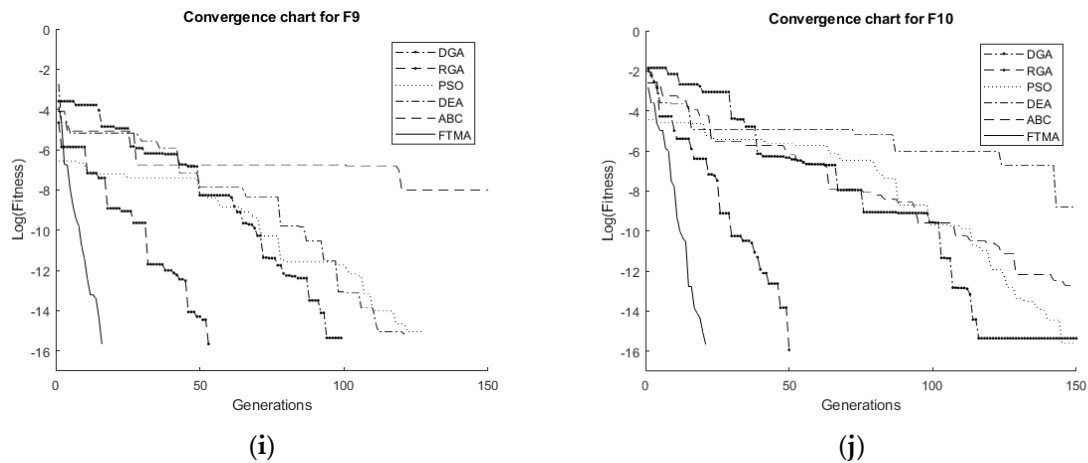 Convergence chart for F9
0
-2
-4
-6
-8
-10
-12
-14
-16
Log(Fitness)
0 50 100 150
Generations
DGA
RGA
PSO
DEA
ABC
FTMA
(i)
Convergence chart for F10
0
-2
-4
-6
-8
-10
-12
-14
-16
Log(Fitness)
0 50 100 150
Generations
DGA
RGA
PSO
DEA
ABC
FTMA
(j)